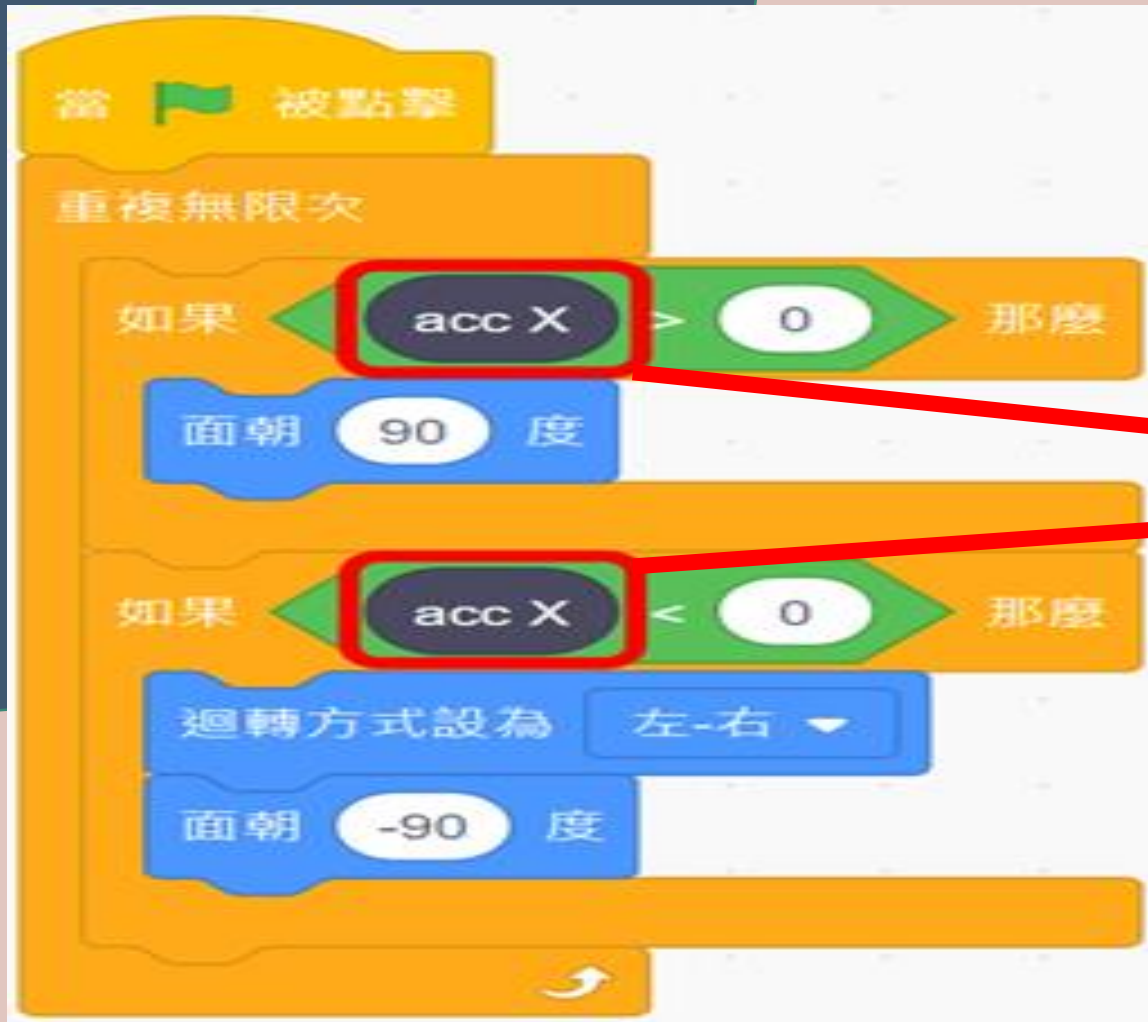 當 被點擊
重複無限次
如果 acc X > 0 那麼
面朝 90 度
如果 acc X < 0 那麼
迴轉方式設為 左-右
面朝 -90 度